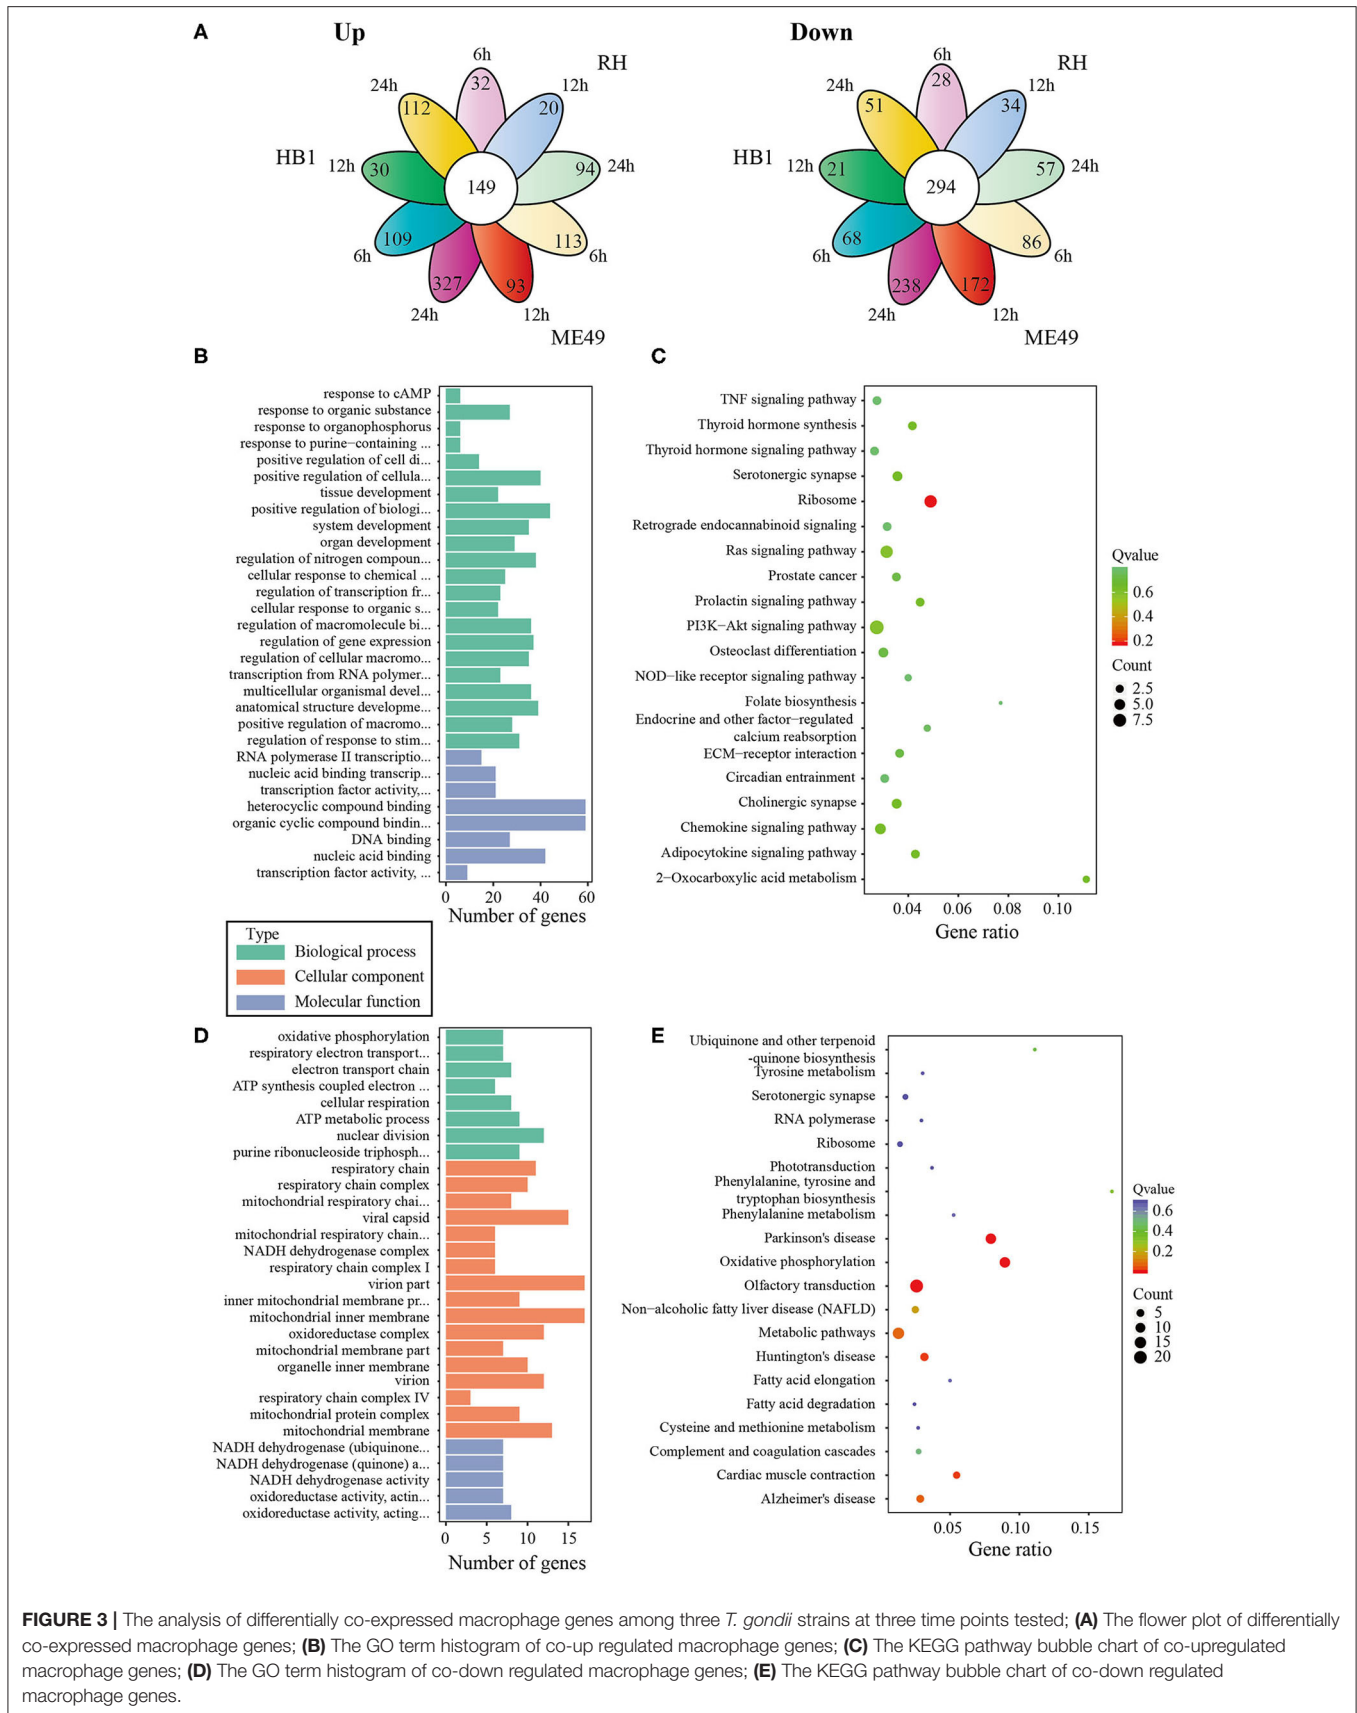 A
Up
Down
6h
32
RH
12h
20
24h
94
6h
113
ME49
12h
93
24h
327
6h
109
HB1
12h
30
24h
112
149
6h
28
RH
12h
34
24h
57
6h
86
ME49
12h
172
24h
238
6h
68
HB1
12h
21
24h
51
294
B
response to cAMP
response to organic substance
response to organophosphorus
response to purine−containing ...
positive regulation of cell di...
positive regulation of cellula...
tissue development
positive regulation of biologi...
system development
organ development
regulation of nitrogen compoun...
cellular response to chemical ...
regulation of transcription fr...
cellular response to organic s...
regulation of macromolecule bi...
regulation of gene expression
regulation of cellular macromo...
transcription from RNA polymer...
multicellular organismal devel...
anatomical structure developme...
positive regulation of macromo...
regulation of response to stim...
RNA polymerase II transcriptio...
nucleic acid binding transcrip...
transcription factor activity,...
heterocyclic compound binding
organic cyclic compound bindin...
DNA binding
nucleic acid binding
transcription factor activity, ...
0 20 40 60
Number of genes
Type
Biological process
Cellular component
Molecular function
C
TNF signaling pathway
Thyroid hormone synthesis
Thyroid hormone signaling pathway
Serotonergic synapse
Ribosome
Retrograde endocannabinoid signaling
Ras signaling pathway
Prostate cancer
Prolactin signaling pathway
PI3K−Akt signaling pathway
Osteoclast differentiation
NOD−like receptor signaling pathway
Folate biosynthesis
Endocrine and other factor−regulated
calcium reabsorption
ECM−receptor interaction
Circadian entrainment
Cholinergic synapse
Chemokine signaling pathway
Adipocytokine signaling pathway
2−Oxocarboxylic acid metabolism
0.04 0.06 0.08 0.10
Gene ratio
Qvalue
0.6
0.4
0.2
Count
2.5
5.0
7.5
D
oxidative phosphorylation
respiratory electron transport...
electron transport chain
ATP synthesis coupled electron ...
cellular respiration
ATP metabolic process
nuclear division
purine ribonucleoside triphosph...
respiratory chain
respiratory chain complex
mitochondrial respiratory chai...
viral capsid
mitochondrial respiratory chain...
NADH dehydrogenase complex
respiratory chain complex I
virion part
inner mitochondrial membrane pr...
mitochondrial inner membrane
oxidoreductase complex
mitochondrial membrane part
organelle inner membrane
virion
respiratory chain complex IV
mitochondrial protein complex
mitochondrial membrane
NADH dehydrogenase (ubiquinone...
NADH dehydrogenase (quinone) a...
NADH dehydrogenase activity
oxidoreductase activity, actin...
oxidoreductase activity, acting...
0 5 10 15
Number of genes
E
Ubiquinone and other terpenoid
-quinone biosynthesis
Tyrosine metabolism
Serotonergic synapse
RNA polymerase
Ribosome
Phototransduction
Phenylalanine, tyrosine and
tryptophan biosynthesis
Phenylalanine metabolism
Parkinson's disease
Oxidative phosphorylation
Olfactory transduction
Non−alcoholic fatty liver disease (NAFLD)
Metabolic pathways
Huntington's disease
Fatty acid elongation
Fatty acid degradation
Cysteine and methionine metabolism
Complement and coagulation cascades
Cardiac muscle contraction
Alzheimer's disease
0.05 0.10 0.15
Gene ratio
Qvalue
0.6
0.4
0.2
Count
5
10
15
20
FIGURE 3 | The analysis of differentially co-expressed macrophage genes among three T. gondii strains at three time points tested; (A) The flower plot of differentially
co-expressed macrophage genes; (B) The GO term histogram of co-up regulated macrophage genes; (C) The KEGG pathway bubble chart of co-upregulated
macrophage genes; (D) The GO term histogram of co-down regulated macrophage genes; (E) The KEGG pathway bubble chart of co-down regulated
macrophage genes.